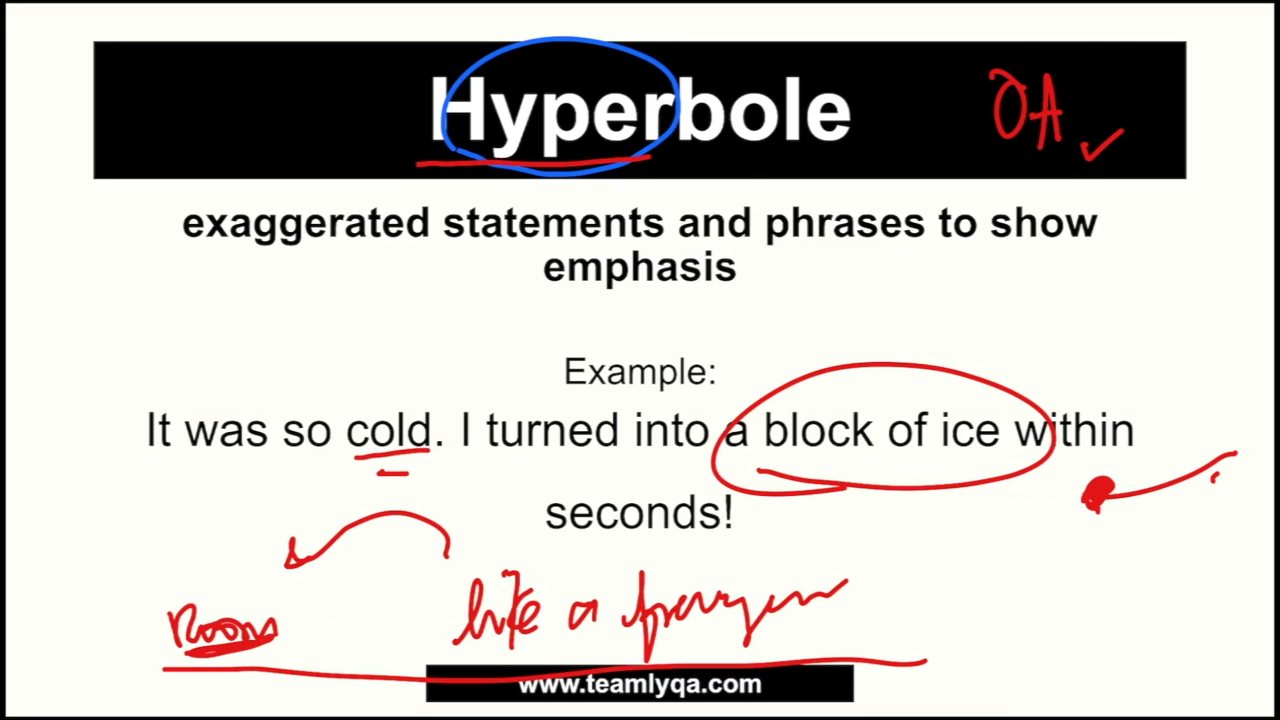 Hyperbole
exaggerated statements and phrases to show
emphasis
Example:
It was so cold. I turned into a block of ice within
seconds!
Room
like a
www.teamlyqa.com